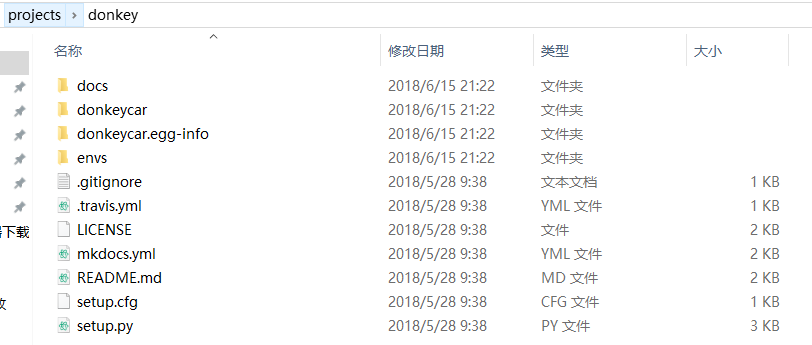 projects › donkey
名称 修改日期 类型 大小
docs 2018/6/15 21:22 文件夹
donkeycar 2018/6/15 21:22 文件夹
donkeycar.egg-info 2018/6/15 21:22 文件夹
envs 2018/6/15 21:22 文件夹
.gitignore 2018/5/28 9:38 文本文档 1 KB
.travis.yml 2018/5/28 9:38 YML 文件 1 KB
器下载 LICENSE 2018/5/28 9:38 文件 2 KB
mkdocs.yml 2018/5/28 9:38 YML 文件 2 KB
README.md 2018/5/28 9:38 MD 文件 2 KB
setup.cfg 2018/5/28 9:38 CFG 文件 1 KB
setup.py 2018/5/28 9:38 PY 文件 3 KB